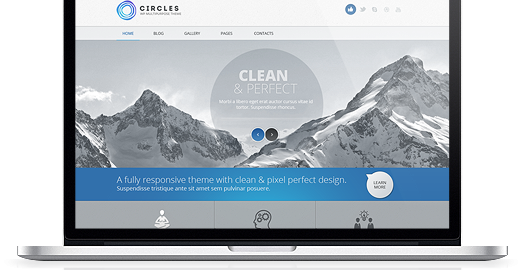 CIRCLES
WP MULTIPURPOSE THEME
HOME BLOG GALLERY PAGES CONTACTS
CLEAN
& PERFECT
Morbi a libero eget erat auctor cursus vitae at
tortor. Suspendisse rhoncus.
A fully responsive theme with clean & pixel perfect design.
Suspendisse tristique ante sit amet sem pulvinar posuere.
LEARN
MORE